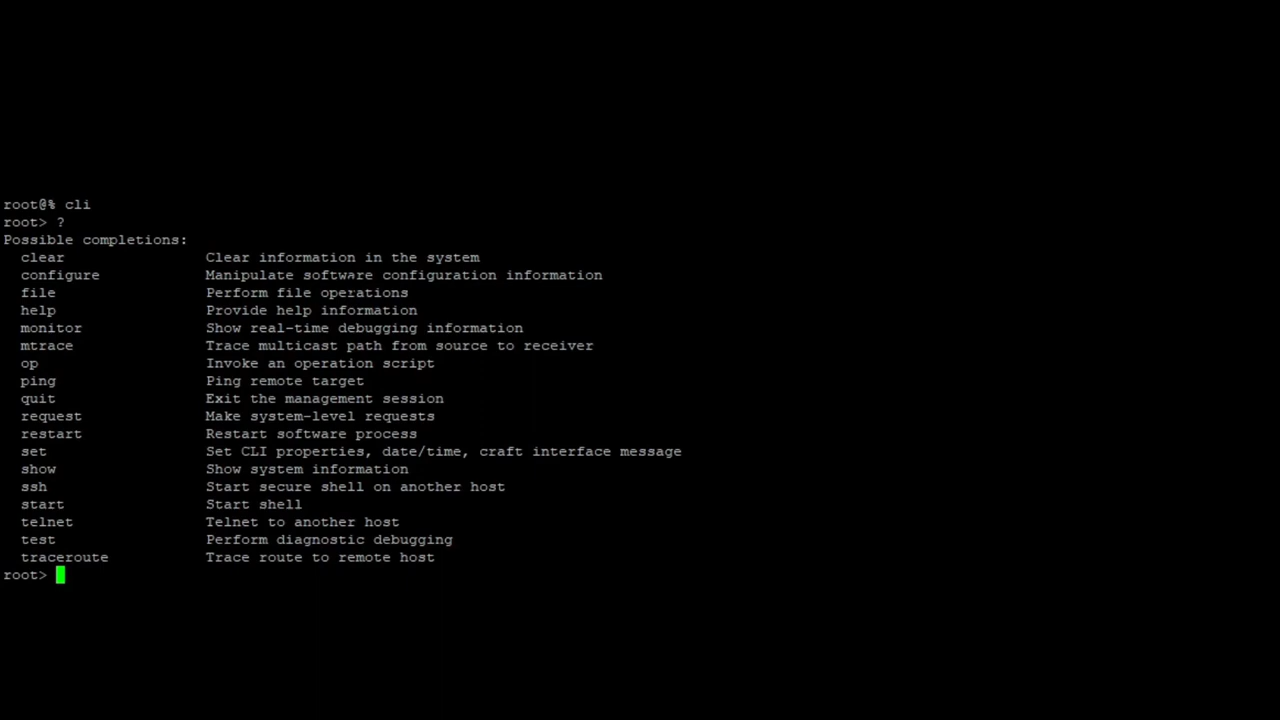 root@% cli
root> ?
Possible completions:
clear Clear information in the system
configure Manipulate software configuration information
file Perform file operations
help Provide help information
monitor Show real-time debugging information
mtrace Trace multicast path from source to receiver
op Invoke an operation script
ping Ping remote target
quit Exit the management session
request Make system-level requests
restart Restart software process
set Set CLI properties, date/time, craft interface message
show Show system information
ssh Start secure shell on another host
start Start shell
telnet Telnet to another host
test Perform diagnostic debugging
traceroute Trace route to remote host
root>